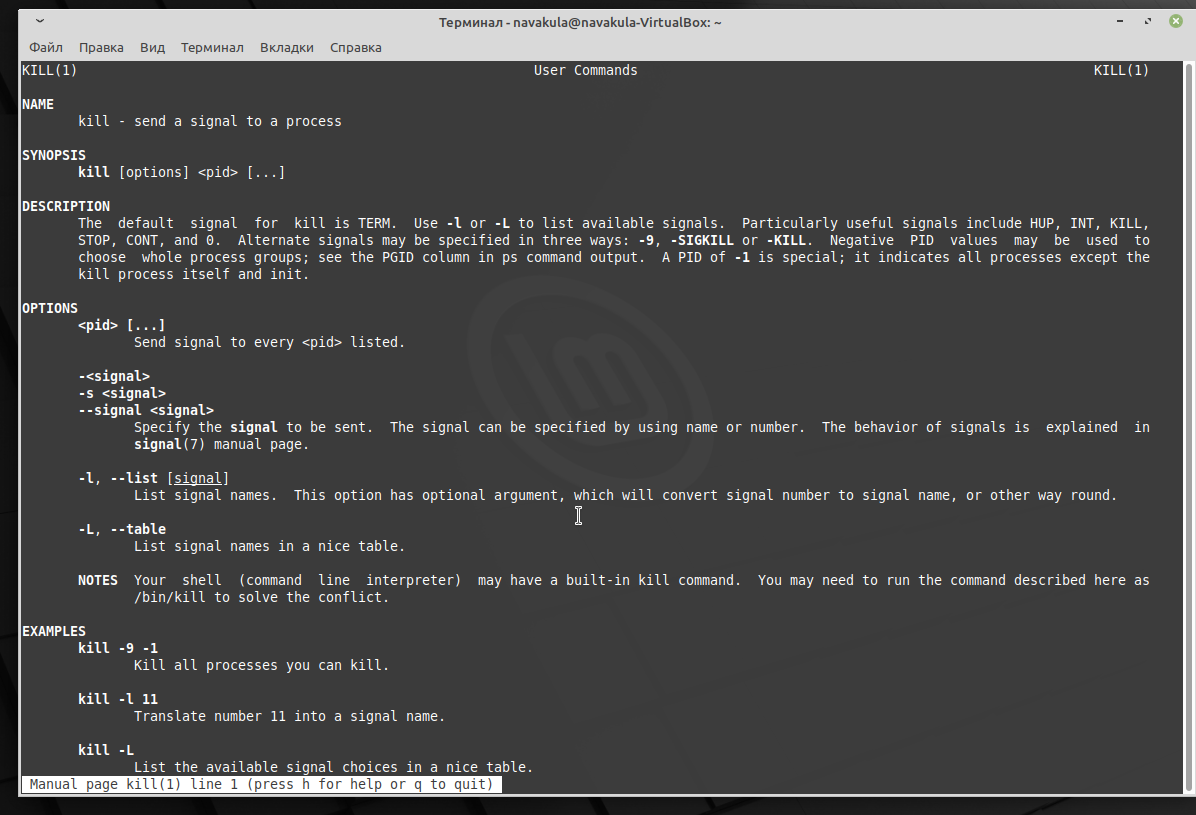 Терминал - navakula@navakula-VirtualBox: ~
Файл Правка Вид Терминал Вкладки Справка
KILL(1) User Commands KILL(1)
NAME
kill - send a signal to a process
SYNOPSIS
kill [options] <pid> [...]
DESCRIPTION
The default signal for kill is TERM. Use -l or -L to list available signals. Particularly useful signals include HUP, INT, KILL,
STOP, CONT, and 0. Alternate signals may be specified in three ways: -9, -SIGKILL or -KILL. Negative PID values may be used to
choose whole process groups; see the PGID column in ps command output. A PID of -1 is special; it indicates all processes except the
kill process itself and init.
OPTIONS
<pid> [...]
Send signal to every <pid> listed.
-<signal>
-s <signal>
--signal <signal>
Specify the signal to be sent. The signal can be specified by using name or number. The behavior of signals is explained in
signal(7) manual page.
-l, --list [signal]
List signal names. This option has optional argument, which will convert signal number to signal name, or other way round.
-L, --table
List signal names in a nice table.
NOTES Your shell (command line interpreter) may have a built-in kill command. You may need to run the command described here as
/bin/kill to solve the conflict.
EXAMPLES
kill -9 -1
Kill all processes you can kill.
kill -l 11
Translate number 11 into a signal name.
kill -L
List the available signal choices in a nice table.
Manual page kill(1) line 1 (press h for help or q to quit)